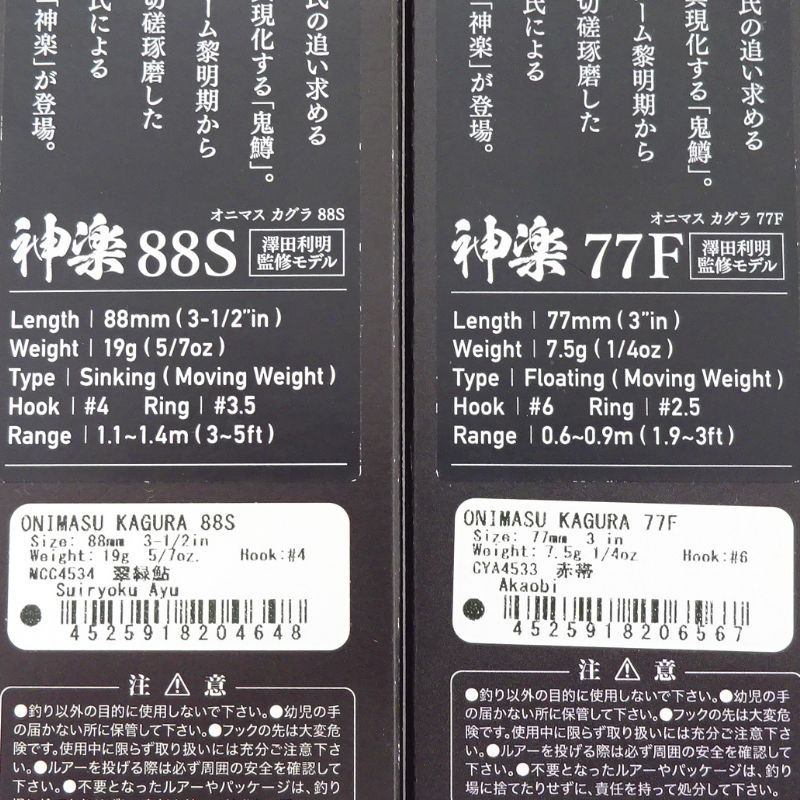 氏の追い求める
具現化する「鬼鱒」。
ーム黎明期から
切磋琢磨した
氏による
「神楽」が登場。
オニマス カグラ 88S
神楽 88S 澤田利明
監修モデル
Length | 88mm ( 3-1/2"in )
Weight | 19g ( 5/7oz )
Type | Sinking ( Moving Weight )
Hook | #4 Ring | #3.5
Range | 1.1~1.4m ( 3~5ft )
ONIMASU KAGURA 88S
Size: 88mm 3-1/2in
Weight: 19g 5/7oz. Hook:#4
MCC4534 翠緑鮎
Suiryoku Ayu
4525918204648
注 意
●釣り以外の目的に使用しないで下さい。●幼児の手
の届かない所に保管して下さい。●フックの先は大変危
険です。使用中に限らず取り扱いには充分ご注意下さ
い。●ルアーを投げる際は必ず周囲の安全を確認して
下さい。●不要となったルアーやパッケージは、釣り
氏の追い求める
具現化する「鬼鱒」。
ーム黎明期から
切磋琢磨した
氏による
「神楽」が登場。
オニマス カグラ 77F
神楽 77F 澤田利明
監修モデル
Length | 77mm ( 3"in )
Weight | 7.5g ( 1/4oz )
Type | Floating ( Moving Weight )
Hook | #6 Ring | #2.5
Range | 0.6~0.9m ( 1.9~3ft )
ONIMASU KAGURA 77F
Size: 77mm 3 in
Weight: 7.5g 1/4oz Hook:#6
CYA4533 赤帯
Akaobi
4525918206567
注 意
●釣り以外の目的に使用しないで下さい。●幼児の手
の届かない所に保管して下さい。●フックの先は大変危
険です。使用中に限らず取り扱いには充分ご注意下さ
い。●ルアーを投げる際は必ず周囲の安全を確認して
下さい。●不要となったルアーやパッケージは、釣り
場に捨てたりせずに、責任を持って処分して下さい。